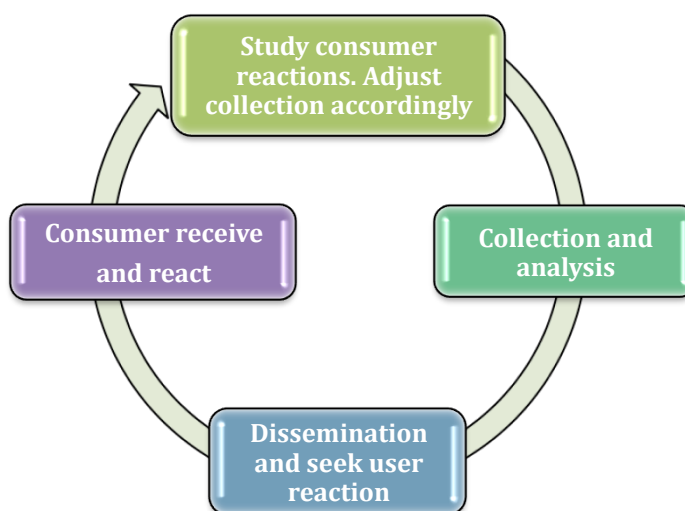 Study consumer
reactions. Adjust
collection accordingly
Consumer receive
and react
Collection and
analysis
Dissemination
and seek user
reaction